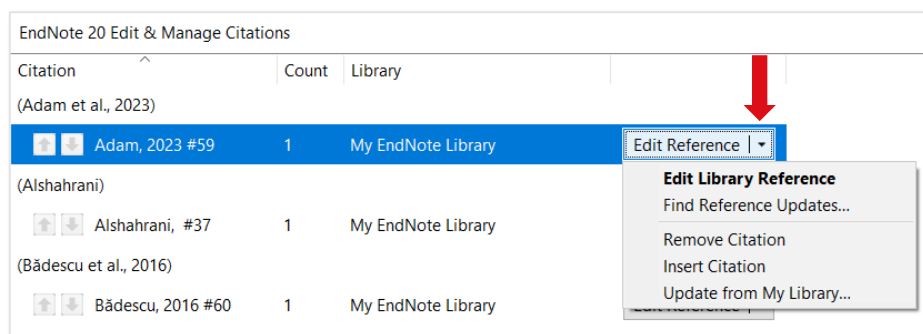 EndNote 20 Edit & Manage Citations
Citation Count Library
(Adam et al., 2023)
Adam, 2023 #59 1 My EndNote Library Edit Reference
Edit Library Reference
(Alshahrani)
Find Reference Updates...
Alshahrani, #37 1 My EndNote Library
Remove Citation
(Bădescu et al., 2016)
Insert Citation
Bădescu, 2016 #60 1 My EndNote Library
Update from My Library...